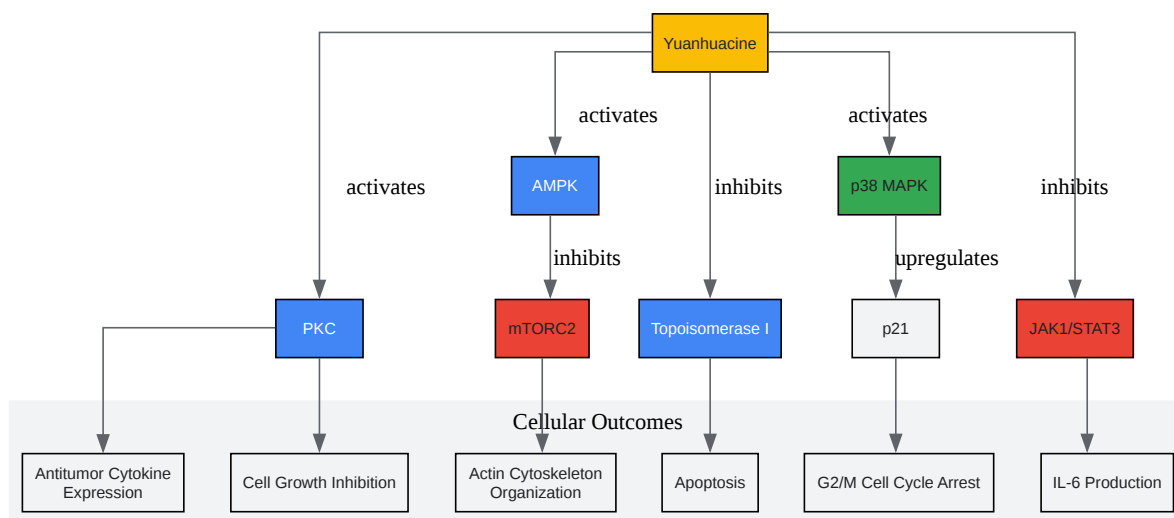 Yuanhuacine
activates
activates
AMPK
p38 MAPK
activates
inhibits
inhibits
inhibits
upregulates
PKC
mTORC2
Topoisomerase I
p21
JAK1/STAT3
Cellular Outcomes
Antitumor Cytokine
Expression
Cell Growth Inhibition
Actin Cytoskeleton
Organization
Apoptosis
G2/M Cell Cycle Arrest
IL-6 Production